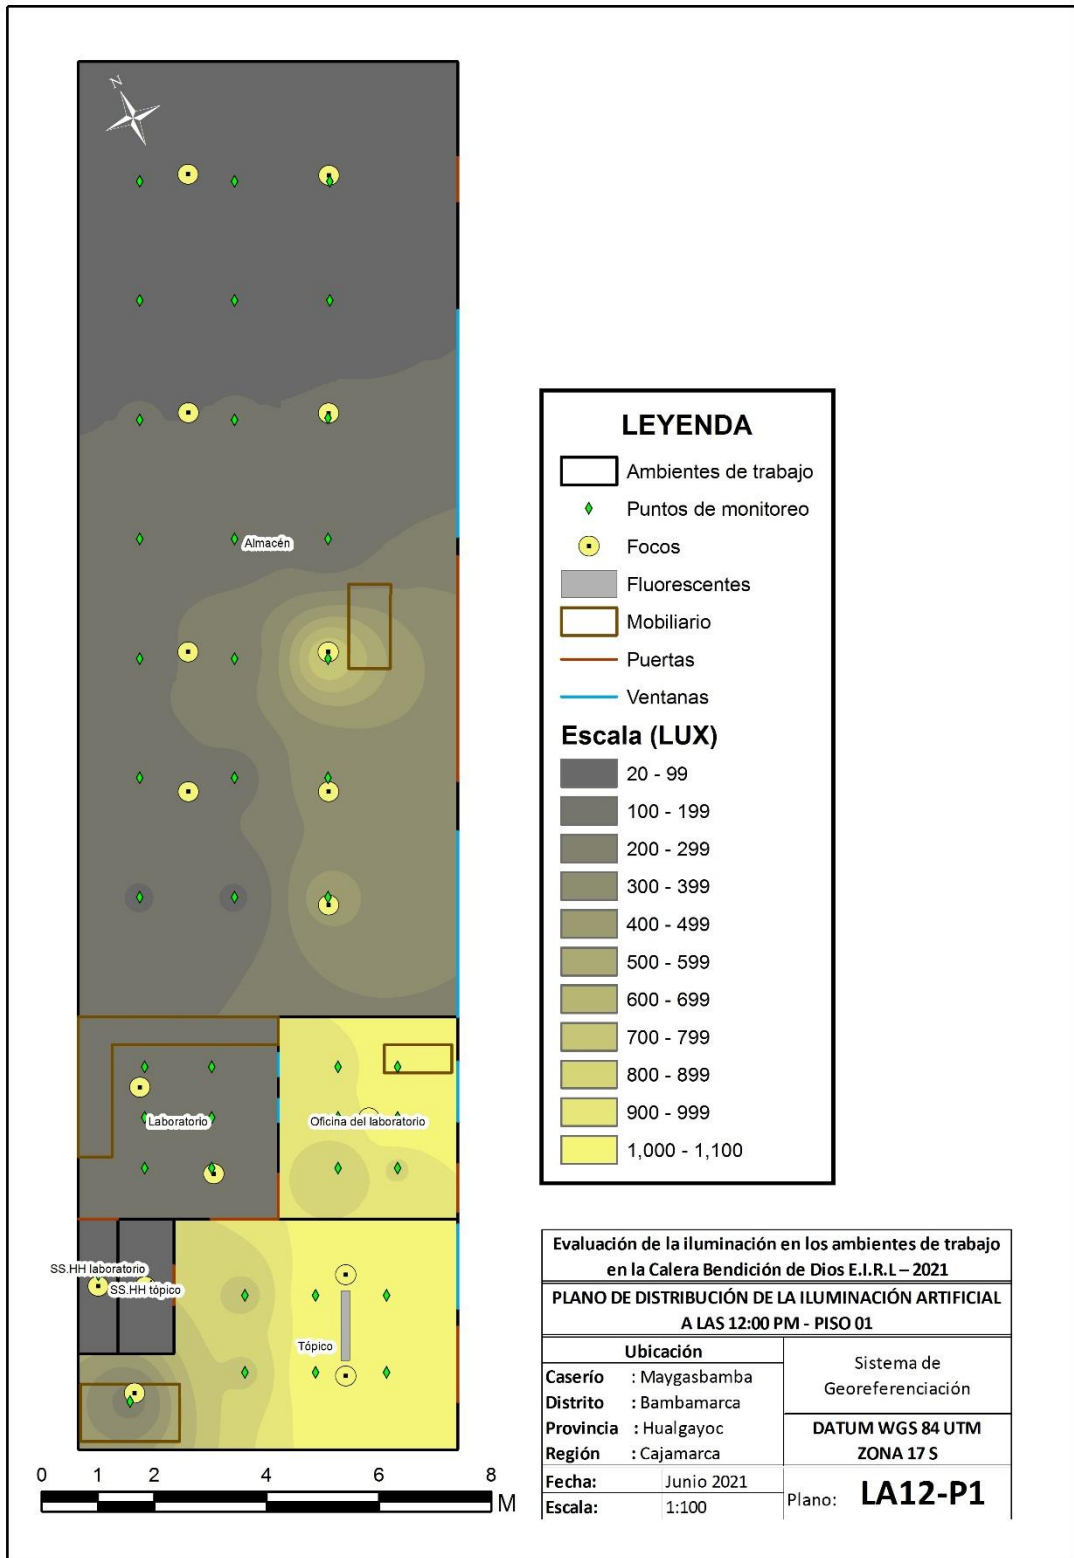 N
Almacén
Laboratorio
Oficina del laboratorio
SS.HH laboratorio
SS.HH tópico
Tópico
0 1 2 4 6 8
M
LEYENDA
Ambientes de trabajo
Puntos de monitoreo
Focos
Fluorescentes
Mobiliario
Puertas
Ventanas
Escala (LUX)
20 - 99
100 - 199
200 - 299
300 - 399
400 - 499
500 - 599
600 - 699
700 - 799
800 - 899
900 - 999
1,000 - 1,100
Evaluación de la iluminación en los ambientes de trabajo
en la Calera Bendición de Dios E.I.R.L – 2021
PLANO DE DISTRIBUCIÓN DE LA ILUMINACIÓN ARTIFICIAL
A LAS 12:00 PM - PISO 01
Ubicación
Caserío : Maygasbamba
Distrito : Bambamarca
Provincia : Hualgayoc
Región : Cajamarca
Sistema de
Georeferenciación
DATUM WGS 84 UTM
ZONA 17 S
Fecha: Junio 2021
Escala: 1:100
Plano: LA12-P1